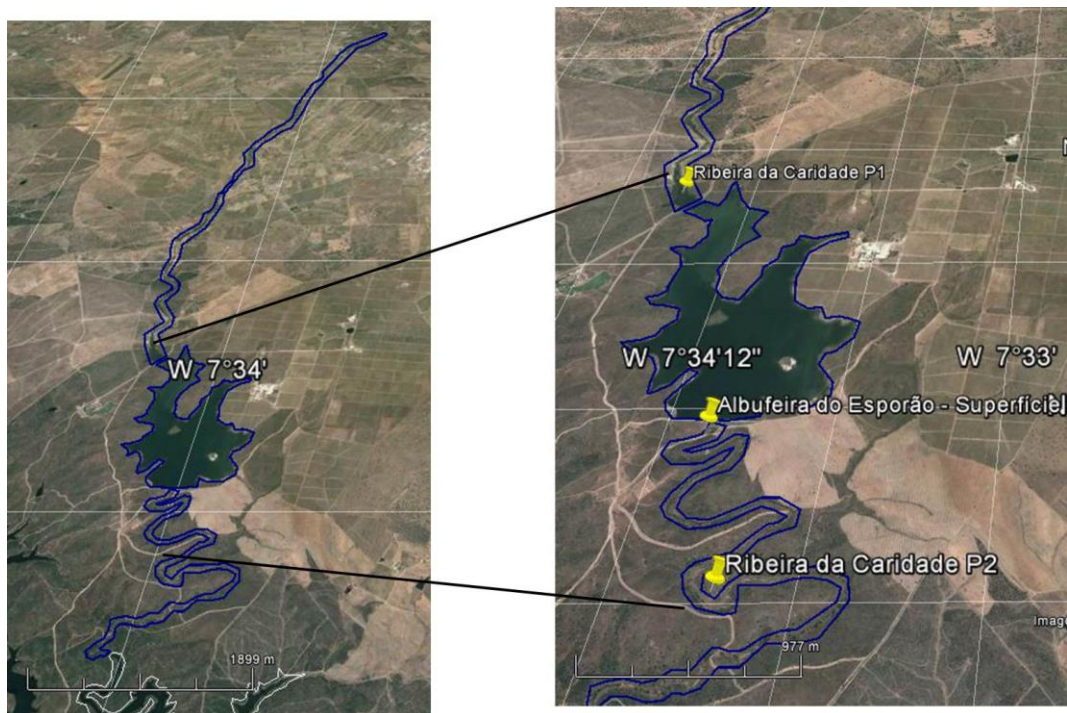 W 7°34'
1899 m
Ribeira da Caridade P1
W 7°34'12"
W 7°33'
Albufeira do Esporão - Superfície
Ribeira da Caridade P2
977 m